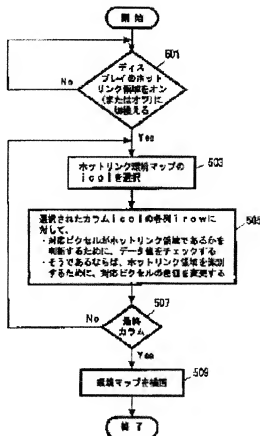 開始
501
ディス
プレイのホット
リンク領域をオン
(またはオフ)に
切換える
No
Yes
503
ホットリンク環境マップの
icolを選択
505
選択されたカラムicolの各列irowに
対して、
・対応ピクセルがホットリンク領域であるかを
判断するために、データ値をチェックする
・そうであるならば、ホットリンク領域を識別
するために、対応ピクセルの色値を変更する
507
No
最終
カラム
Yes
509
環境マップを描画
終了